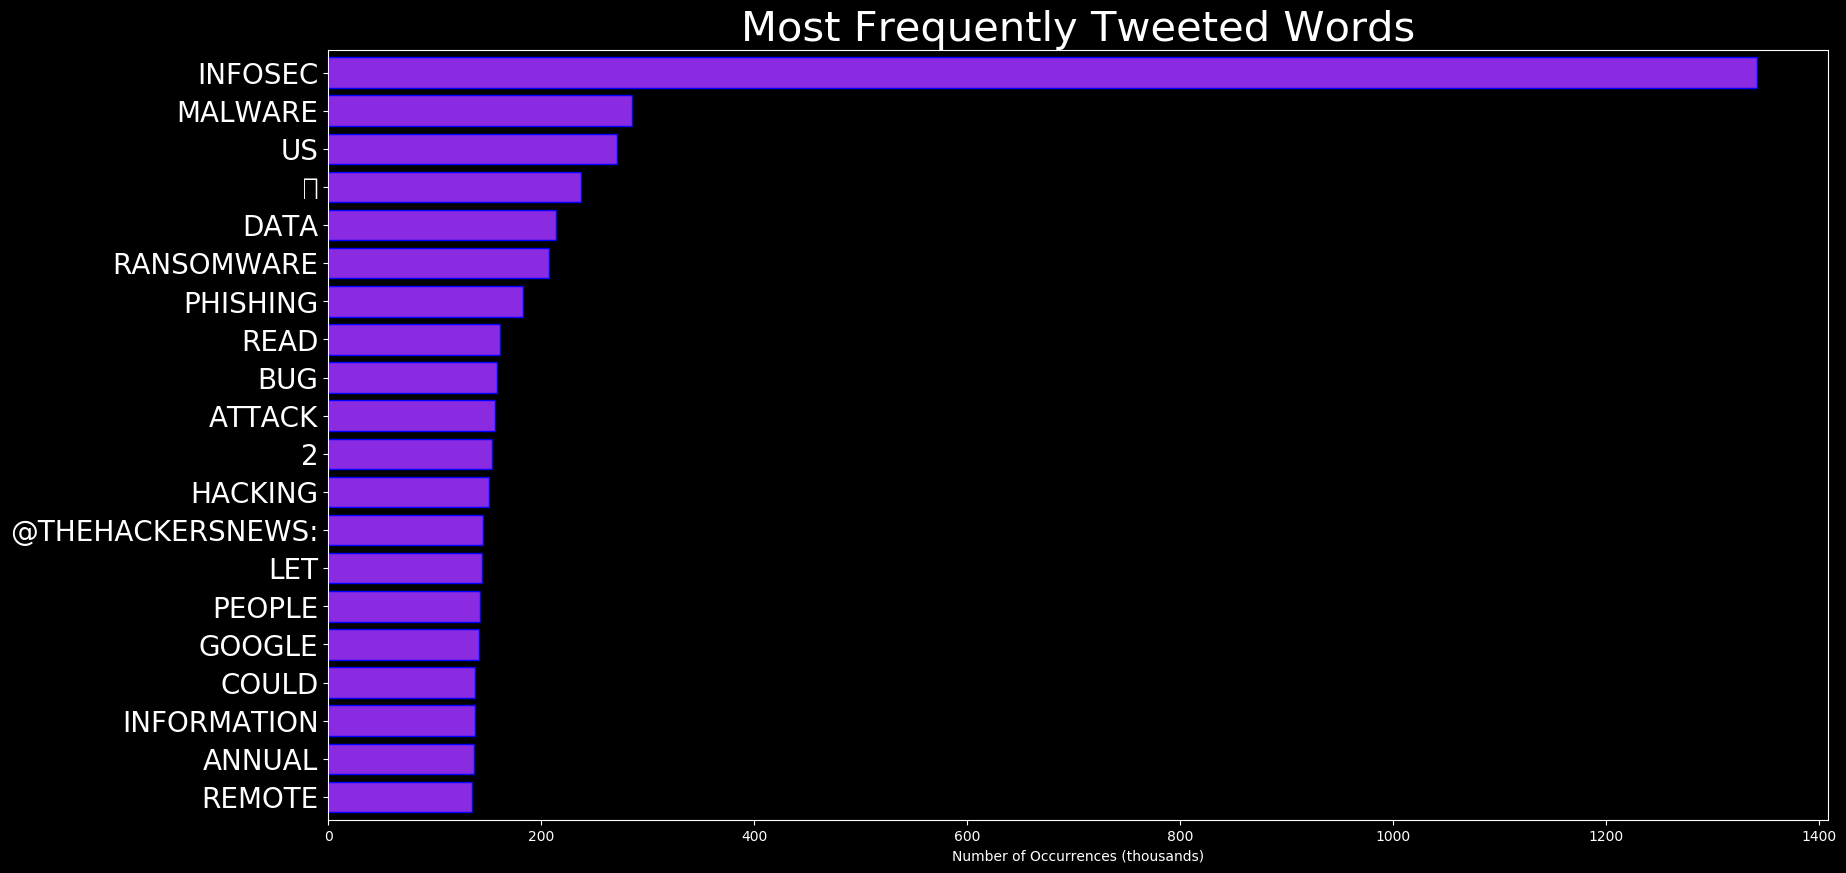 Most Frequently Tweeted Words
INFOSEC
MALWARE
US
DATA
RANSOMWARE
PHISHING
READ
BUG
ATTACK
2
HACKING
@THEHACKERSNEWS:
LET
PEOPLE
GOOGLE
COULD
INFORMATION
ANNUAL
REMOTE
0 200 400 600 800 1000 1200 1400
Number of Occurrences (thousands)